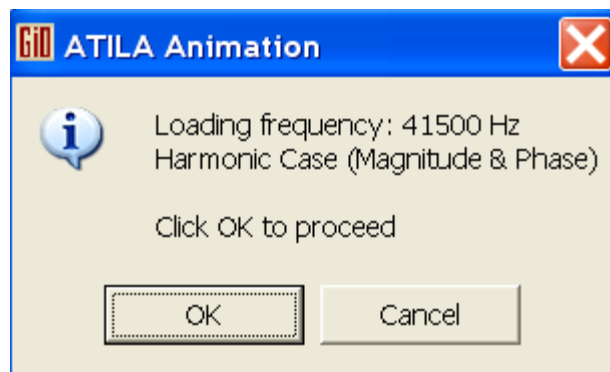 GiD ATILA Animation
Loading frequency: 41500 Hz
Harmonic Case (Magnitude & Phase)
Click OK to proceed
OK Cancel